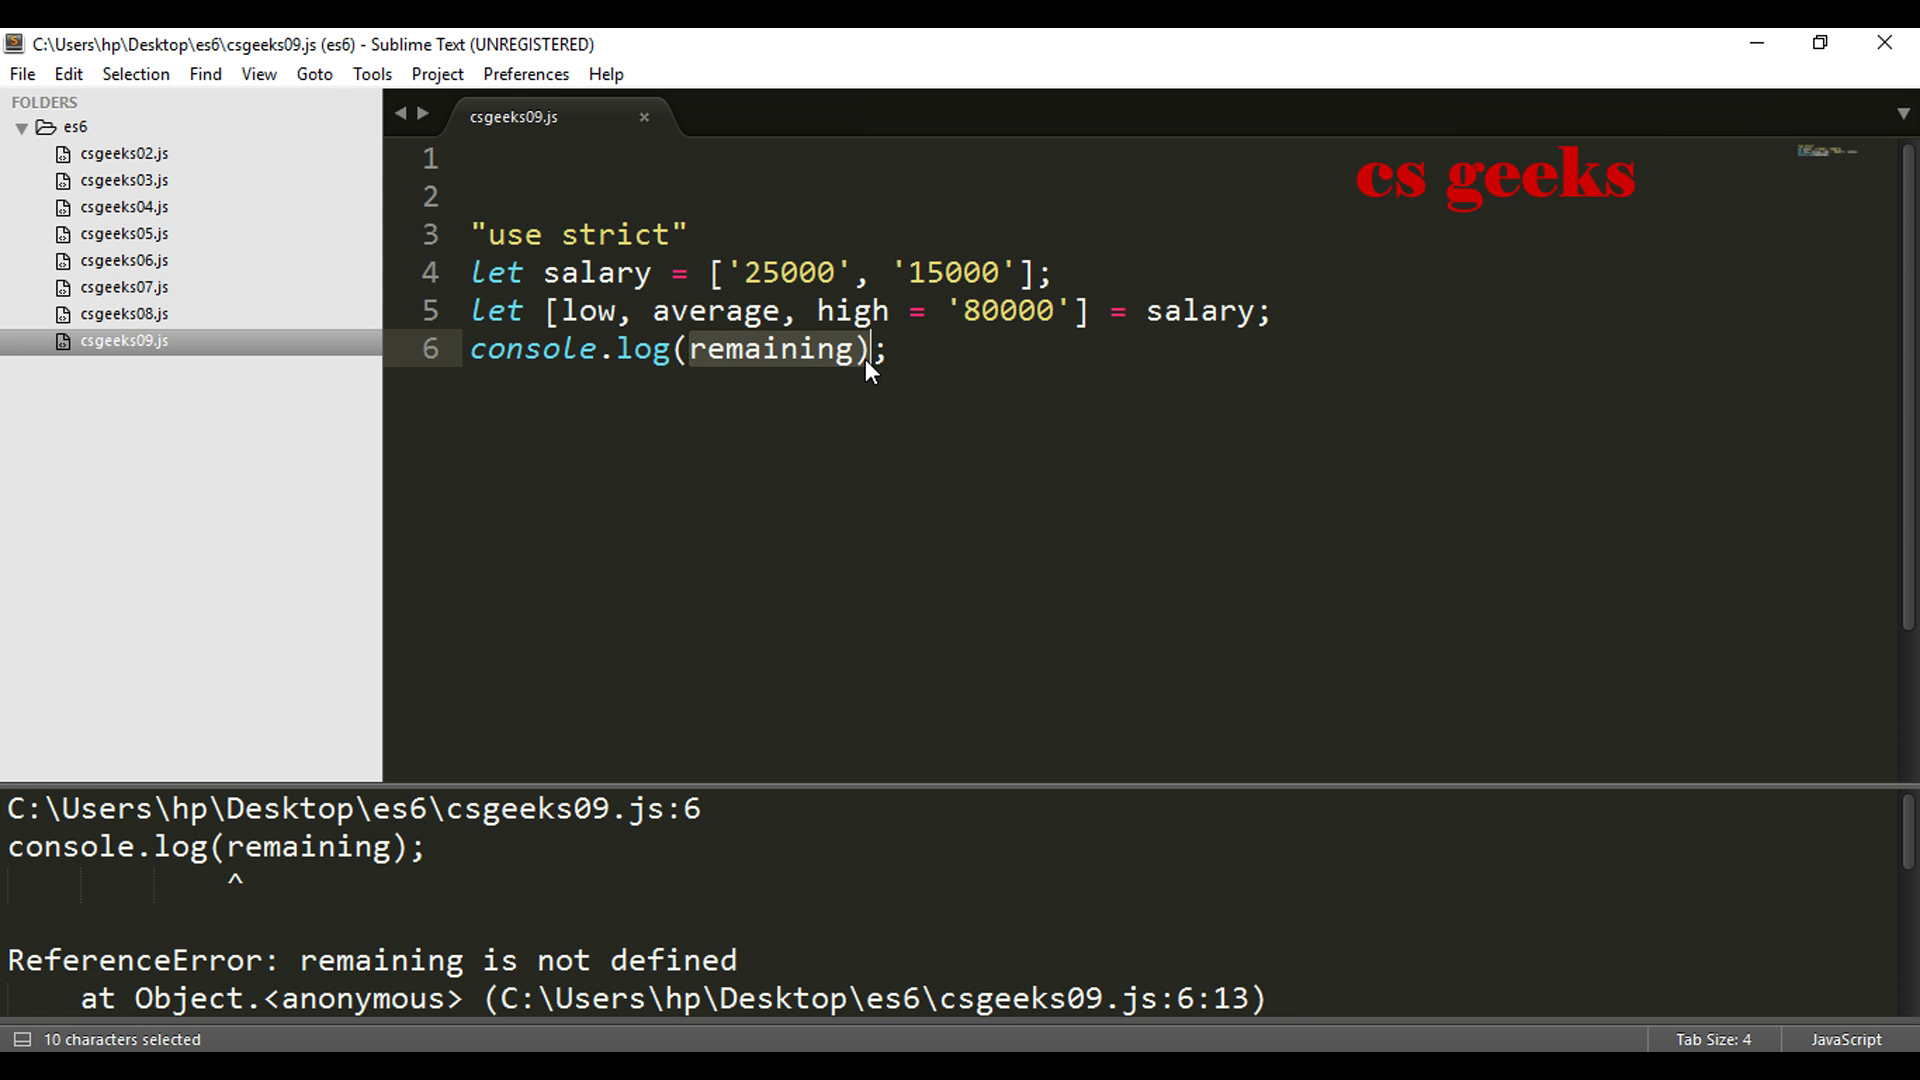 C:\Users\hp\Desktop\es6\csgeeks09.js (es6) - Sublime Text (UNREGISTERED)
File Edit Selection Find View Goto Tools Project Preferences Help
FOLDERS
es6
csgeeks02.js
csgeeks03.js
csgeeks04.js
csgeeks05.js
csgeeks06.js
csgeeks07.js
csgeeks08.js
csgeeks09.js
csgeeks09.js
cs geeks
1
2
3 "use strict"
4 let salary = ['25000', '15000'];
5 let [low, average, high = '80000'] = salary;
6 console.log(remaining);
C:\Users\hp\Desktop\es6\csgeeks09.js:6
console.log(remaining);
^
ReferenceError: remaining is not defined
at Object.<anonymous> (C:\Users\hp\Desktop\es6\csgeeks09.js:6:13)
10 characters selected
Tab Size: 4
JavaScript